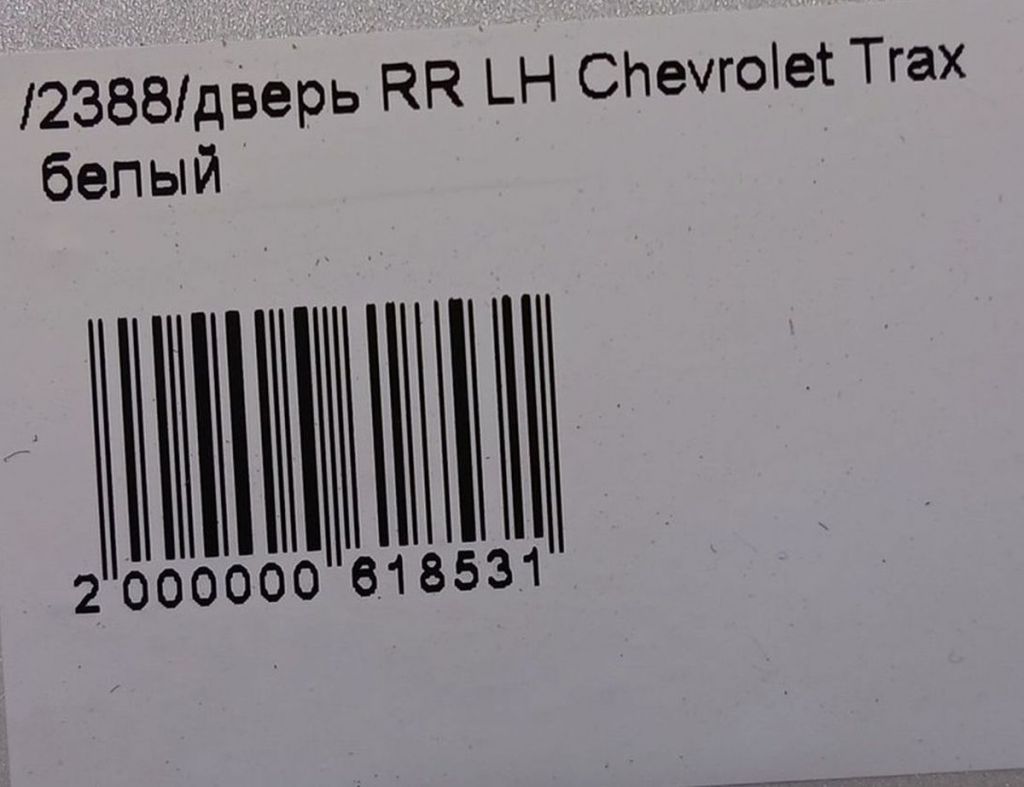 /2388/дверь RR LH Chevrolet Trax
белый
2 000000 618531